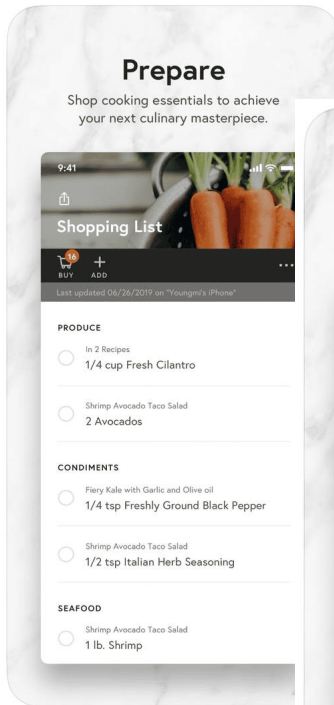 Prepare
Shop cooking essentials to achieve
your next culinary masterpiece.
9:41
Shopping List
16
BUY
ADD
Last updated 06/26/2019 on "Youngmi's iPhone"
PRODUCE
In 2 Recipes
1/4 cup Fresh Cilantro
Shrimp Avocado Taco Salad
2 Avocados
CONDIMENTS
Fiery Kale with Garlic and Olive oil
1/4 tsp Freshly Ground Black Pepper
Shrimp Avocado Taco Salad
1/2 tsp Italian Herb Seasoning
SEAFOOD
Shrimp Avocado Taco Salad
1 lb. Shrimp